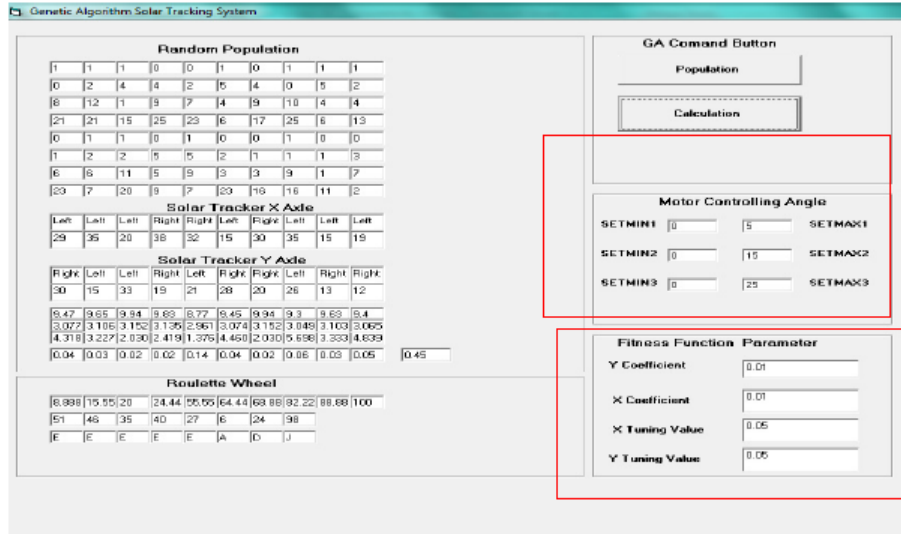 Genetic Algorithm Solar Tracking System
Random Population
1 1 1 0 0 1 0 1 1 1
0 2 4 4 2 5 4 0 5 2
8 12 1 9 7 4 9 10 4 4
21 21 15 25 23 6 17 25 6 13
0 1 1 0 1 0 0 1 0 0
1 2 2 5 5 2 1 1 1 3
6 6 11 5 9 3 3 9 1 7
23 7 20 9 7 23 16 16 11 2
Solar Tracker X Axle
Left Left Left Right Right Left Right Left Left Left
29 35 20 38 32 15 30 35 15 19
Solar Tracker Y Axle
Right Left Left Right Left Right Right Left Right Right
30 15 33 19 21 28 20 26 13 12
9.47 9.65 9.94 9.83 8.77 9.45 9.94 9.3 9.63 9.4
3.077 3.106 3.152 3.135 2.961 3.074 3.152 3.049 3.103 3.065
4.318 3.227 2.030 2.419 1.376 4.460 2.030 5.698 3.333 4.839
0.04 0.03 0.02 0.02 0.14 0.04 0.02 0.06 0.03 0.05 0.45
Roulette Wheel
8.888 15.55 20 24.44 55.55 64.44 68.88 82.22 88.88 100
51 46 35 40 27 6 24 98
E E E E E A D J
GA Comand Button
Population
Calculation
Motor Controlling Angle
SETMIN1 0 5 SETMAX1
SETMIN2 0 15 SETMAX2
SETMIN3 0 25 SETMAX3
Fitness Function Parameter
Y Coefficient 0.01
X Coefficient 0.01
X Tuning Value 0.05
Y Tuning Value 0.05